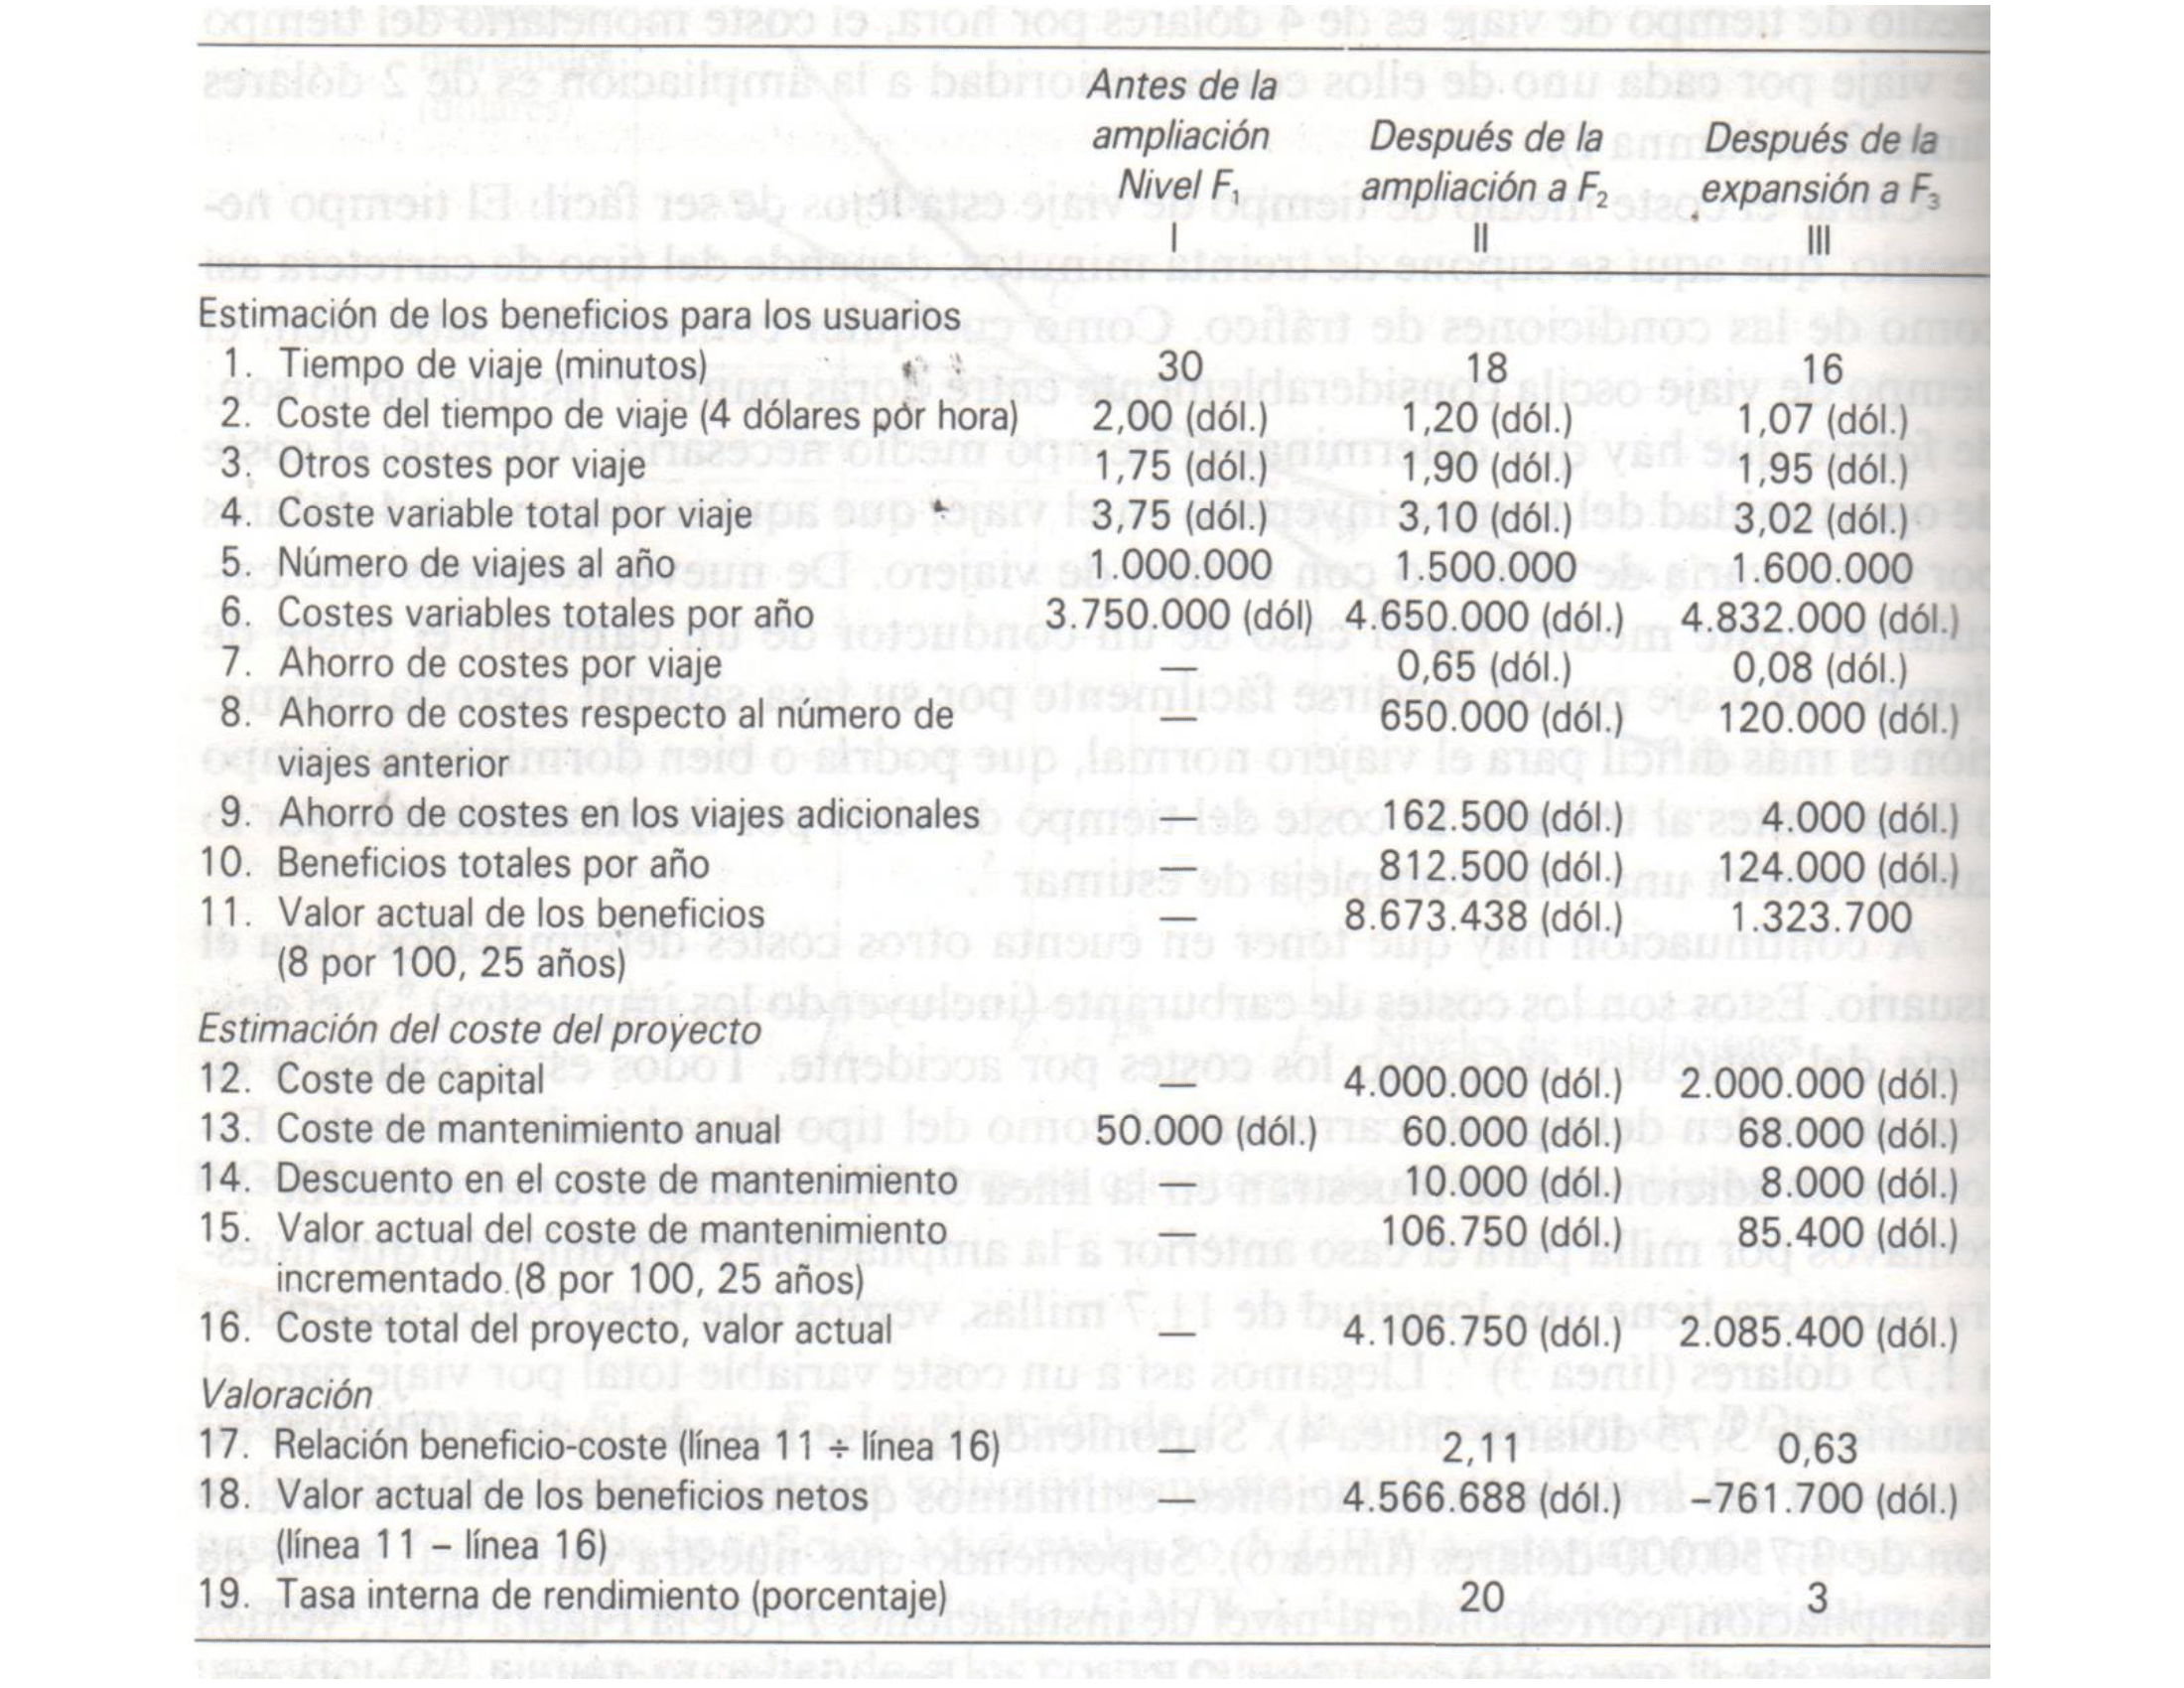 Antes de la
ampliación Después de la Después de la
Nivel F₁ ampliación a F₂ expansión a F₃
I II III
Estimación de los beneficios para los usuarios
1. Tiempo de viaje (minutos) 30 18 16
2. Coste del tiempo de viaje (4 dólares por hora) 2,00 (dól.) 1,20 (dól.) 1,07 (dól.)
3. Otros costes por viaje 1,75 (dól.) 1,90 (dól.) 1,95 (dól.)
4. Coste variable total por viaje 3,75 (dól.) 3,10 (dól.) 3,02 (dól.)
5. Número de viajes al año 1.000.000 1.500.000 1.600.000
6. Costes variables totales por año 3.750.000 (dól) 4.650.000 (dól.) 4.832.000 (dól.)
7. Ahorro de costes por viaje — 0,65 (dól.) 0,08 (dól.)
8. Ahorro de costes respecto al número de — 650.000 (dól.) 120.000 (dól.)
viajes anterior
9. Ahorro de costes en los viajes adicionales — 162.500 (dól.) 4.000 (dól.)
10. Beneficios totales por año — 812.500 (dól.) 124.000 (dól.)
11. Valor actual de los beneficios — 8.673.438 (dól.) 1.323.700
(8 por 100, 25 años)
Estimación del coste del proyecto
12. Coste de capital — 4.000.000 (dól.) 2.000.000 (dól.)
13. Coste de mantenimiento anual 50.000 (dól.) 60.000 (dól.) 68.000 (dól.)
14. Descuento en el coste de mantenimiento — 10.000 (dól.) 8.000 (dól.)
15. Valor actual del coste de mantenimiento — 106.750 (dól.) 85.400 (dól.)
incrementado (8 por 100, 25 años)
16. Coste total del proyecto, valor actual — 4.106.750 (dól.) 2.085.400 (dól.)
Valoración
17. Relación beneficio-coste (línea 11 ÷ línea 16) — 2,11 0,63
18. Valor actual de los beneficios netos — 4.566.688 (dól.) −761.700 (dól.)
(línea 11 − línea 16)
19. Tasa interna de rendimiento (porcentaje) 20 3